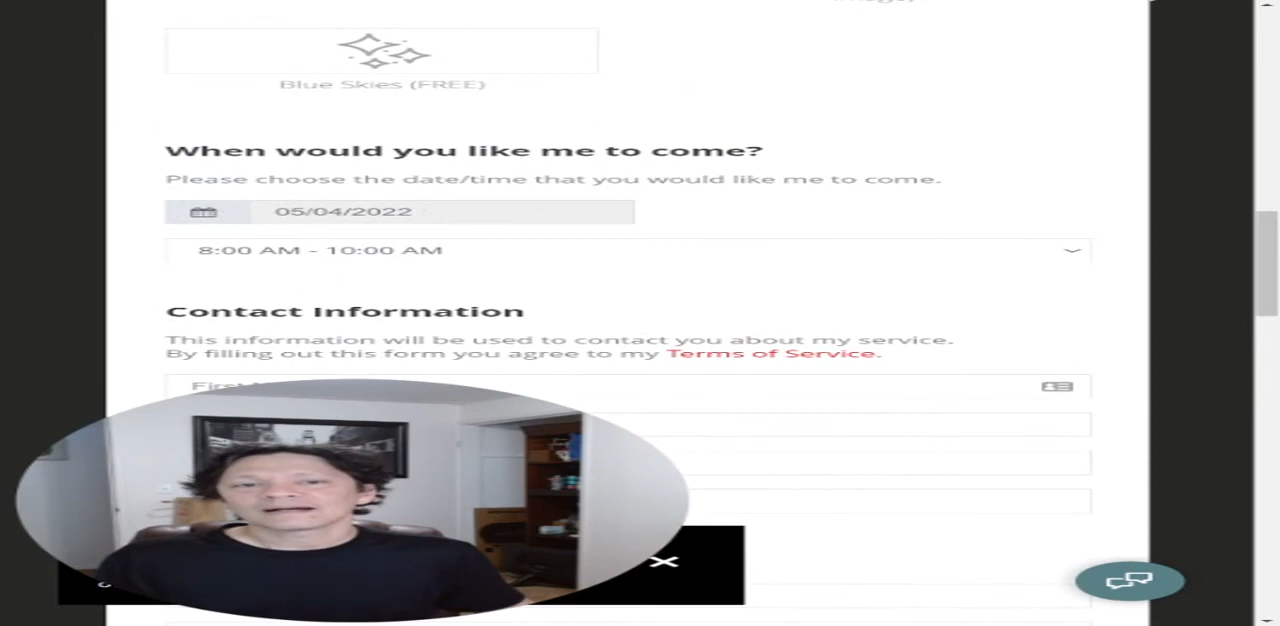 Blue Skies (FREE)
When would you like me to come?
Please choose the date/time that you would like me to come.
05/04/2022
8:00 AM - 10:00 AM
Contact Information
This information will be used to contact you about my service.
By filling out this form you agree to my Terms of Service.
First